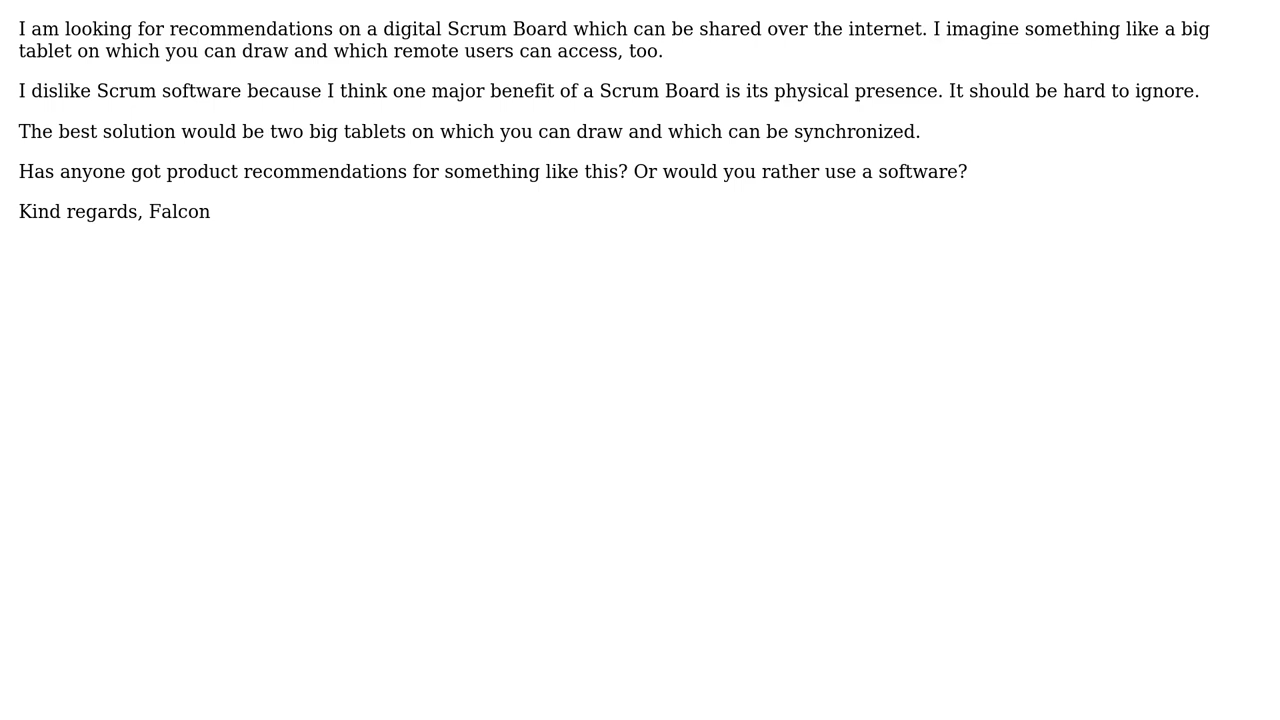 I am looking for recommendations on a digital Scrum Board which can be shared over the internet. I imagine something like a big
tablet on which you can draw and which remote users can access, too.
I dislike Scrum software because I think one major benefit of a Scrum Board is its physical presence. It should be hard to ignore.
The best solution would be two big tablets on which you can draw and which can be synchronized.
Has anyone got product recommendations for something like this? Or would you rather use a software?
Kind regards, Falcon